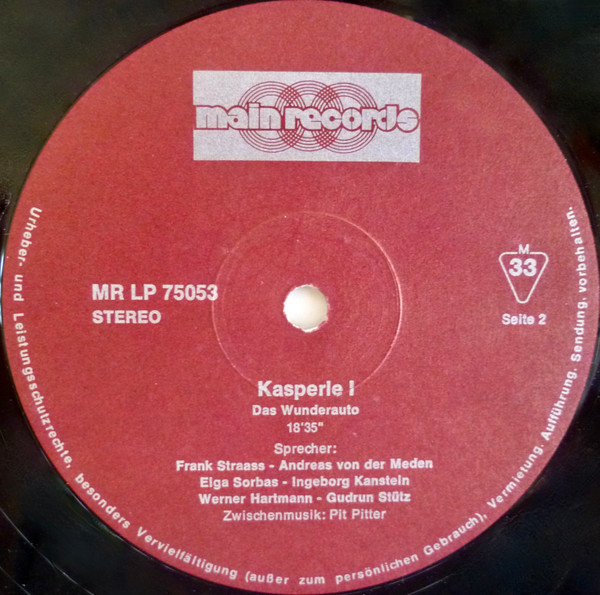 main records
MR LP 75053
STEREO
M
33
Seite 2
Kasperle I
Das Wunderauto
18'35"
Sprecher:
Frank Straass - Andreas von der Meden
Elga Sorbas - Ingeborg Kanstein
Werner Hartmann - Gudrun Stütz
Zwischenmusik: Pit Pitter
Urheber- und Leistungsschutzrechte, besonders Vervielfältigung (außer zum persönlichen Gebrauch), Vermietung. Aufführung. Sendung. vorbehalten.